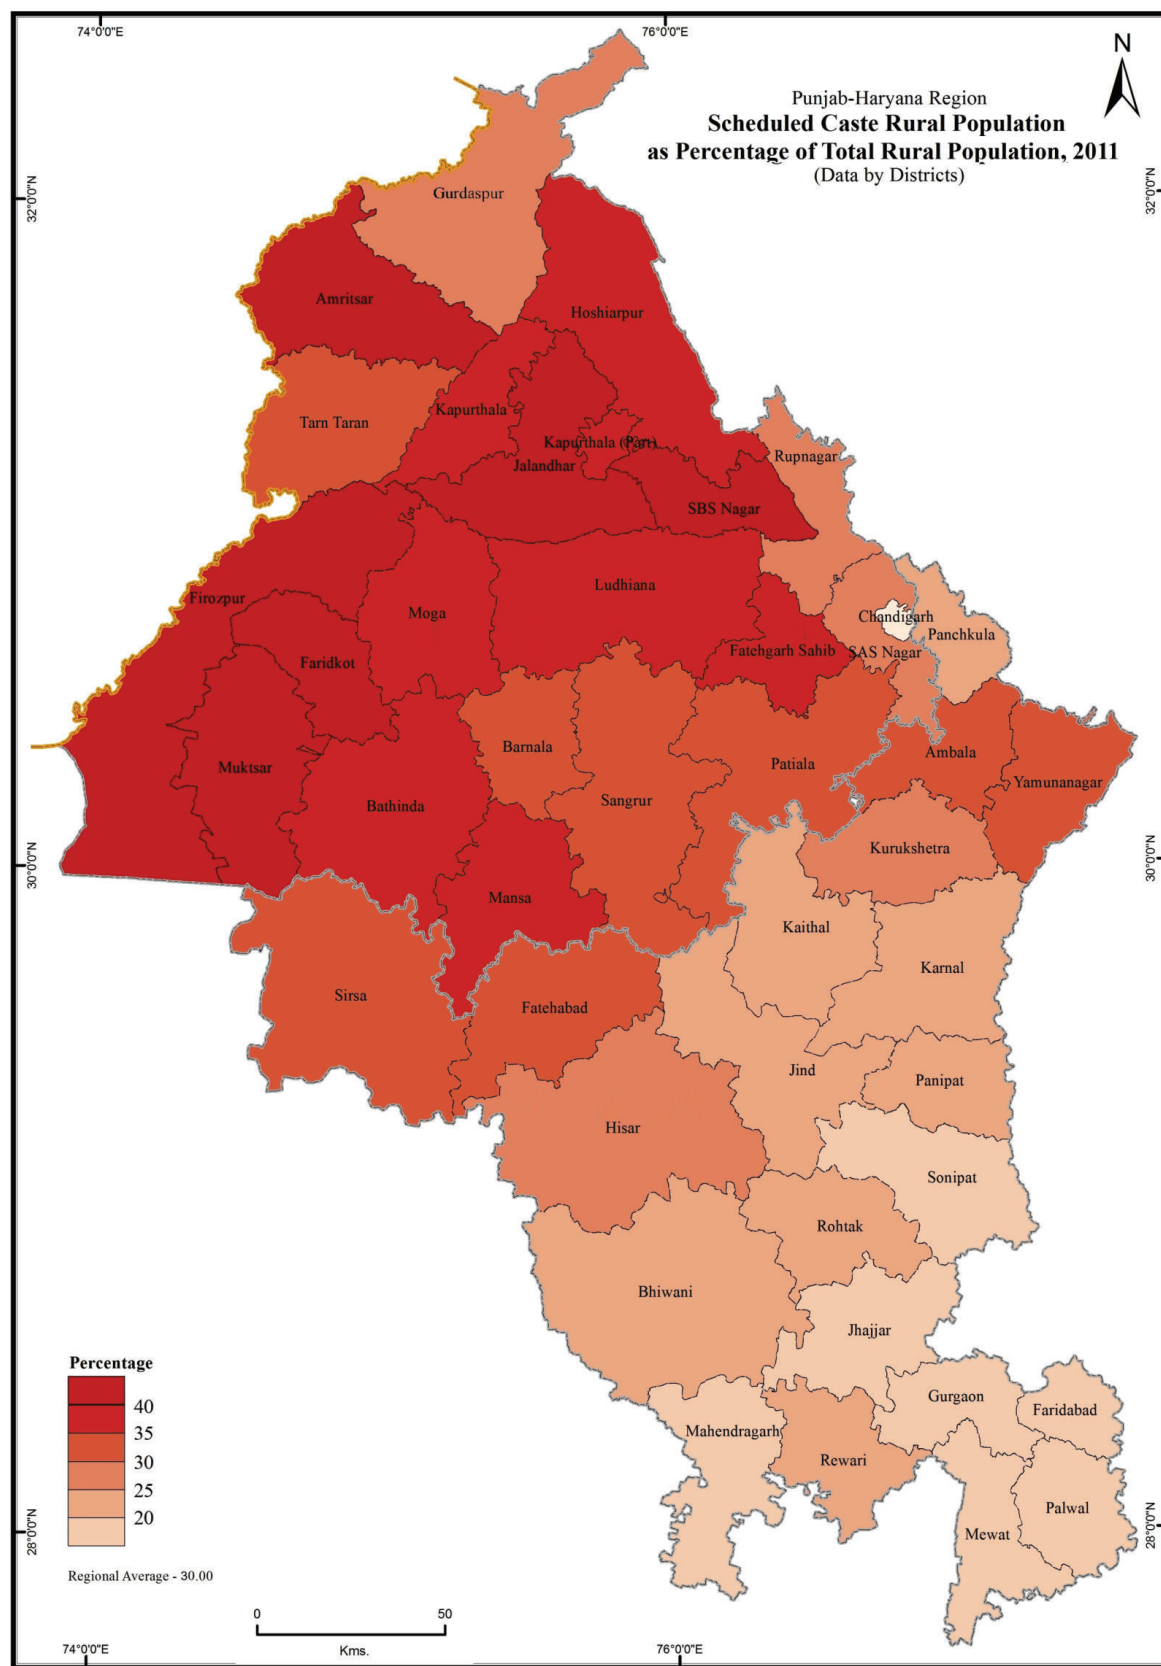 74°0'0"E
76°0'0"E
N
Punjab-Haryana Region
Scheduled Caste Rural Population
as Percentage of Total Rural Population, 2011
(Data by Districts)
32°0'0"N
32°0'0"N
Gurdaspur
Amritsar
Hoshiarpur
Tarn Taran
Kapurthala
Kapurthala (Part)
Rupnagar
Jalandhar
SBS Nagar
Ludhiana
Firozpur
Moga
Chandigarh
Panchkula
Faridkot
Fatehgarh Sahib
SAS Nagar
Barnala
Ambala
Muktsar
Patiala
Yamunanagar
Bathinda
Sangrur
Kurukshetra
30°0'0"N
30°0'0"N
Mansa
Kaithal
Karnal
Sirsa
Fatehabad
Jind
Panipat
Hisar
Sonipat
Rohtak
Bhiwani
Jhajjar
Gurgaon
Faridabad
Mahendragarh
Rewari
Palwal
Mewat
28°0'0"N
28°0'0"N
Percentage
40
35
30
25
20
Regional Average - 30.00
0 50
Kms.
74°0'0"E
76°0'0"E